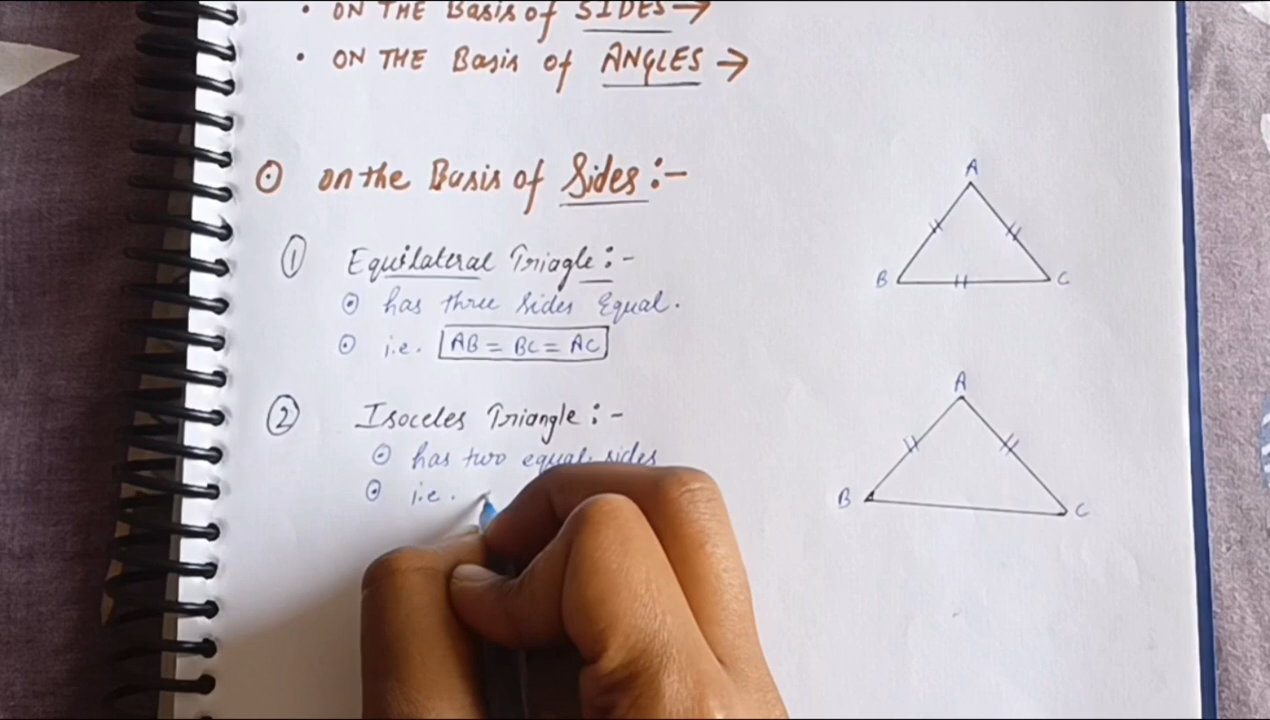 • ON THE Basis of SIDES →
• ON THE Basis of ANGLES →
⊙ on the Basis of Sides :-
① Equilateral Triagle :-
⊙ has three sides Equal.
⊙ i.e. AB = BC = AC
② Isoceles Triangle :-
⊙ has two equal sides
⊙ i.e.
A
B
C
A
B
C